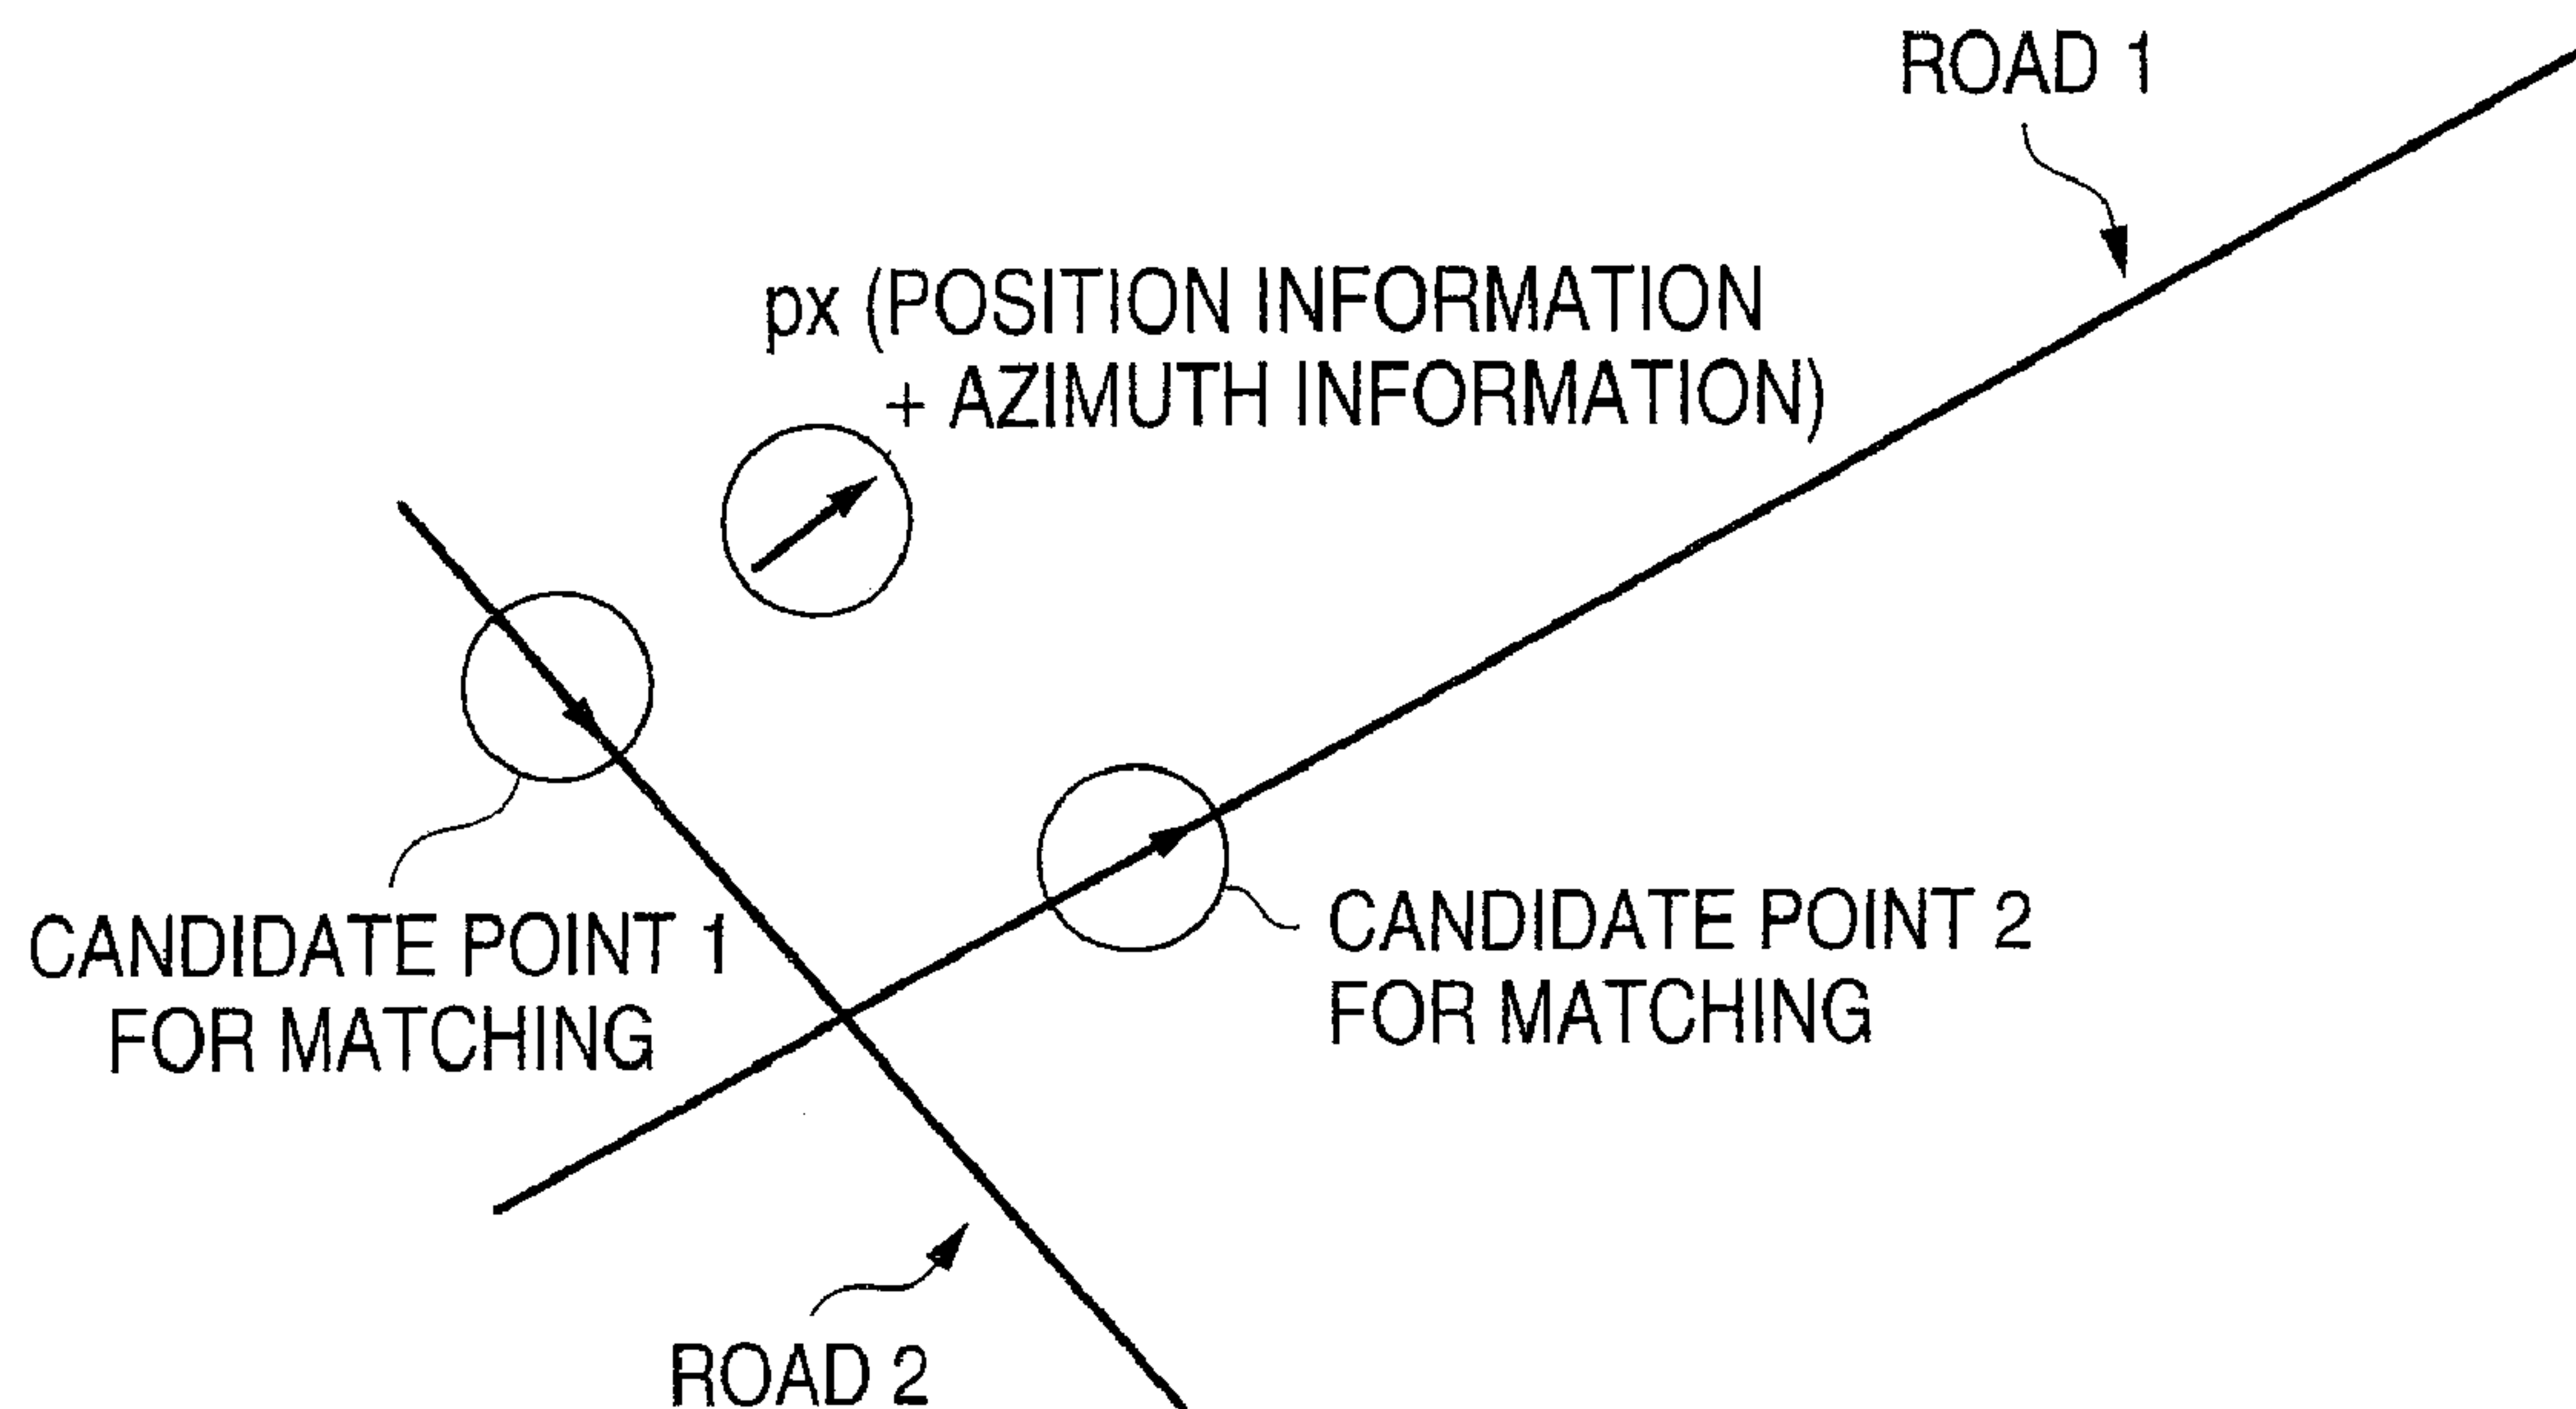 ROAD 1
px (POSITION INFORMATION
+ AZIMUTH INFORMATION)
CANDIDATE POINT 1
FOR MATCHING
CANDIDATE POINT 2
FOR MATCHING
ROAD 2